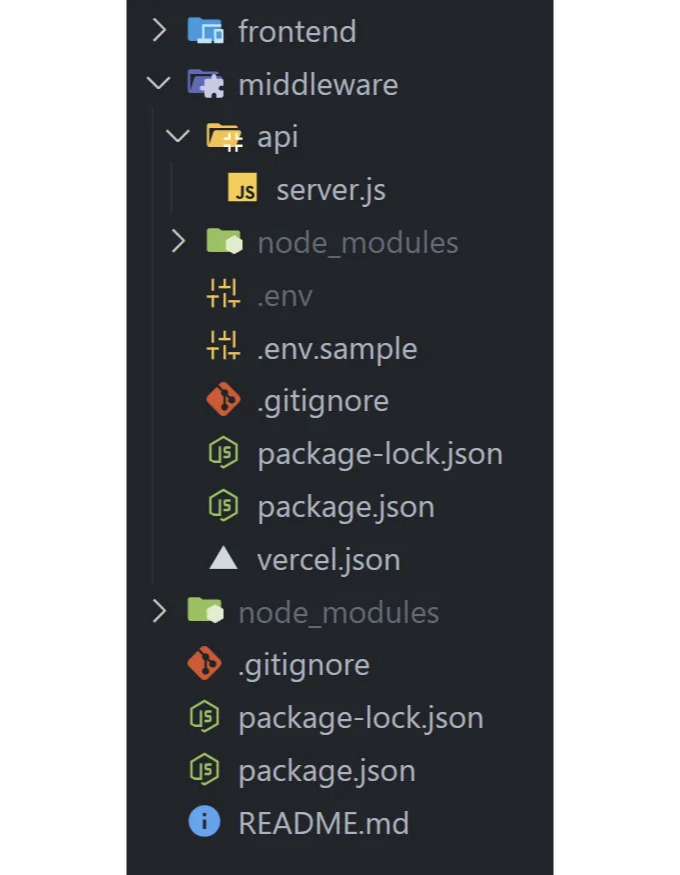 frontend
middleware
api
JS server.js
node_modules
.env
.env.sample
.gitignore
package-lock.json
package.json
vercel.json
node_modules
.gitignore
package-lock.json
package.json
README.md